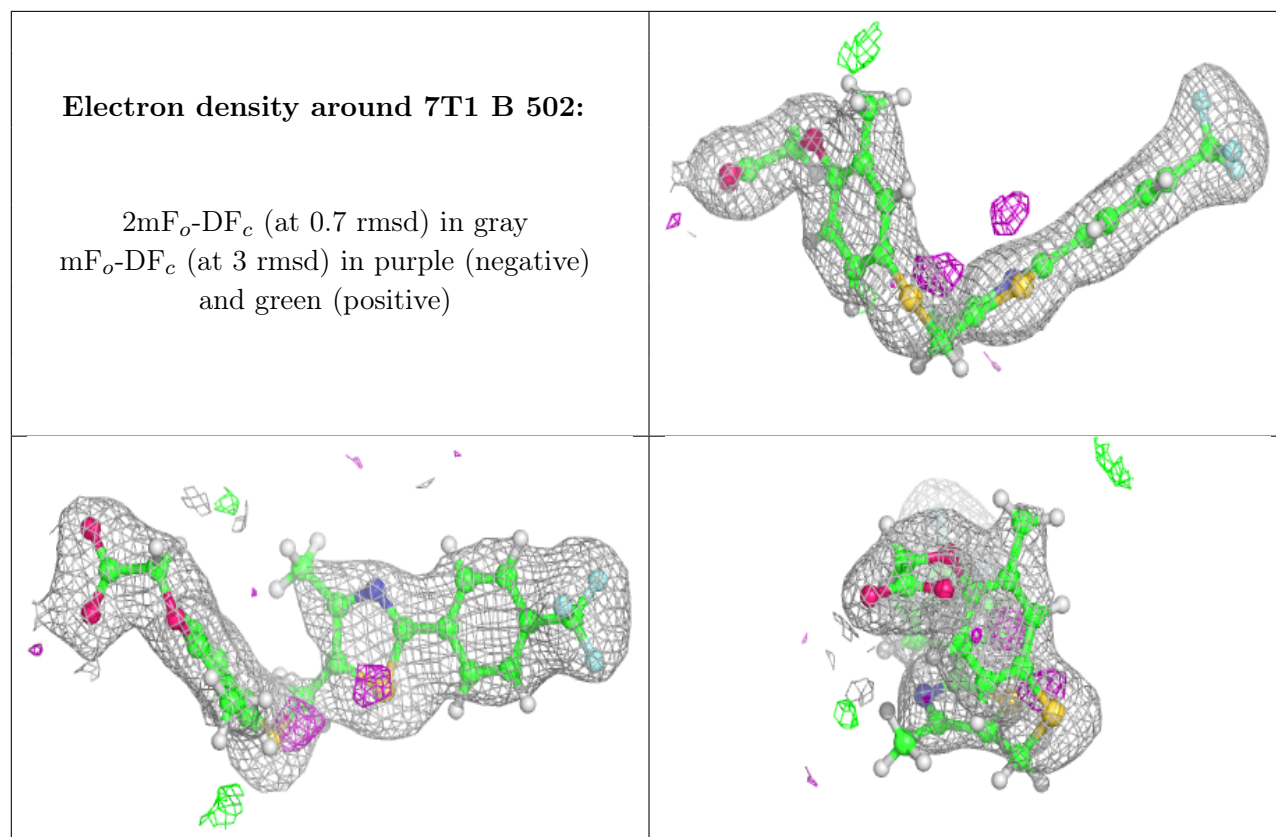 Electron density around 7T1 B 502:
2mFo-DFc (at 0.7 rmsd) in gray
mFo-DFc (at 3 rmsd) in purple (negative)
and green (positive)